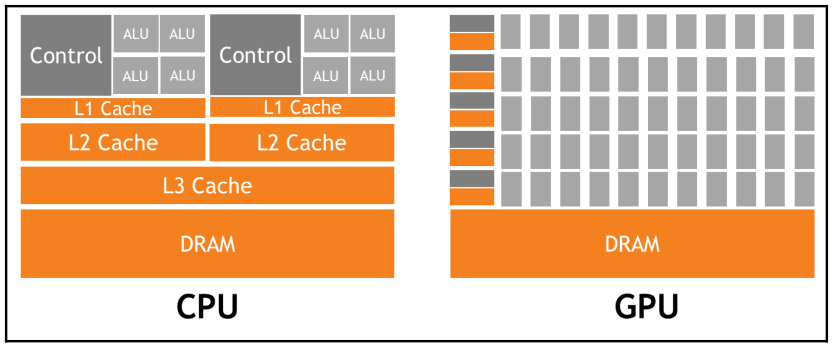 Control
ALU ALU
ALU ALU
Control
ALU ALU
ALU ALU
L1 Cache
L1 Cache
L2 Cache
L2 Cache
L3 Cache
DRAM
CPU
DRAM
GPU